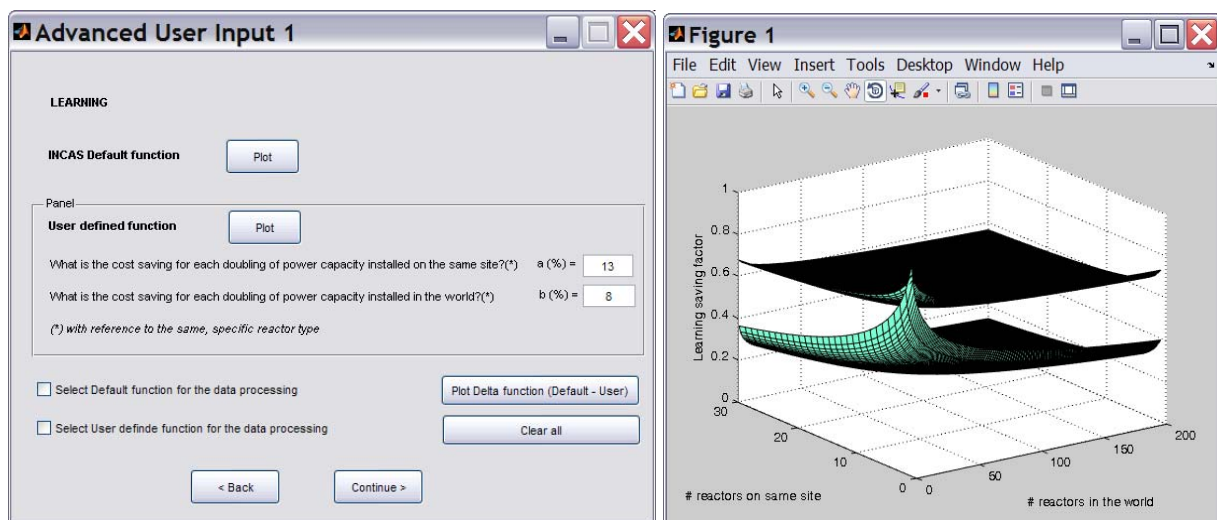 Advanced User Input 1
LEARNING
INCAS Default function
Plot
Panel
User defined function
Plot
What is the cost saving for each doubling of power capacity installed on the same site?(*) a (%) = 13
What is the cost saving for each doubling of power capacity installed in the world?(*) b (%) = 8
(*) with reference to the same, specific reactor type
Select Default function for the data processing
Plot Delta function (Default - User)
Select User definde function for the data processing
Clear all
< Back
Continue >
Figure 1
File Edit View Insert Tools Desktop Window Help
Learning saving factor
1
0.8
0.6
0.4
0.2
0
30
20
10
0
# reactors on same site
0
50
100
150
200
# reactors in the world